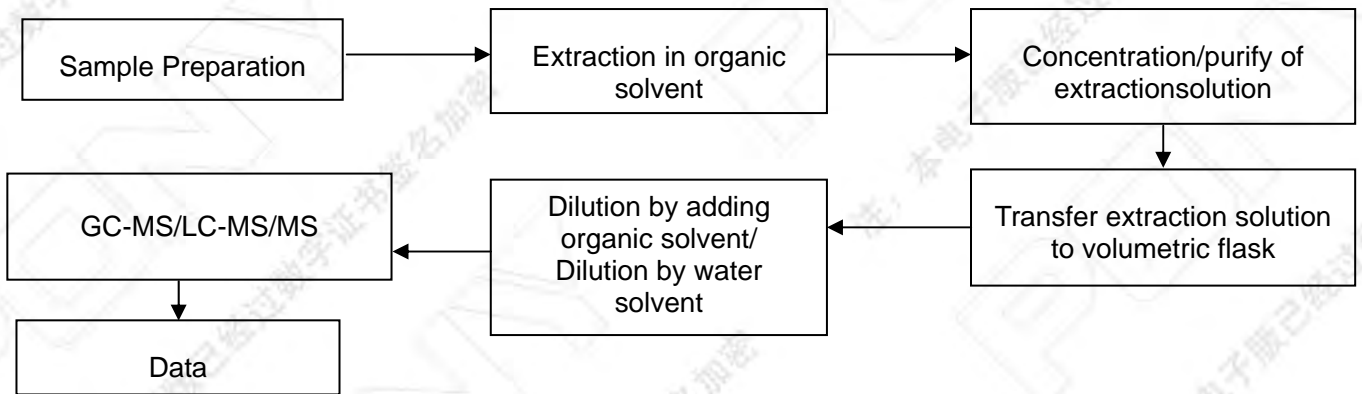 Sample Preparation
Extraction in organic
solvent
Concentration/purify of
extractionsolution
Transfer extraction solution
to volumetric flask
Dilution by adding
organic solvent/
Dilution by water
solvent
GC-MS/LC-MS/MS
Data